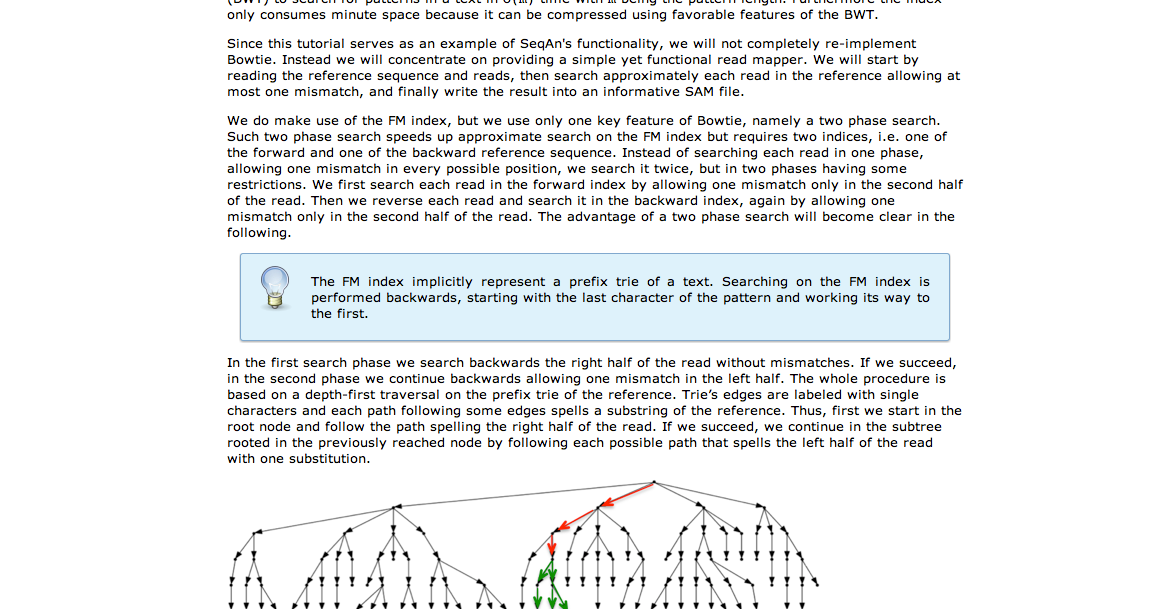 (BWT) to search for patterns in a text in O(m) time with m being the pattern length. Furthermore the index
only consumes minute space because it can be compressed using favorable features of the BWT.
Since this tutorial serves as an example of SeqAn's functionality, we will not completely re-implement
Bowtie. Instead we will concentrate on providing a simple yet functional read mapper. We will start by
reading the reference sequence and reads, then search approximately each read in the reference allowing at
most one mismatch, and finally write the result into an informative SAM file.
We do make use of the FM index, but we use only one key feature of Bowtie, namely a two phase search.
Such two phase search speeds up approximate search on the FM index but requires two indices, i.e. one of
the forward and one of the backward reference sequence. Instead of searching each read in one phase,
allowing one mismatch in every possible position, we search it twice, but in two phases having some
restrictions. We first search each read in the forward index by allowing one mismatch only in the second half
of the read. Then we reverse each read and search it in the backward index, again by allowing one
mismatch only in the second half of the read. The advantage of a two phase search will become clear in the
following.
The FM index implicitly represent a prefix trie of a text. Searching on the FM index is
performed backwards, starting with the last character of the pattern and working its way to
the first.
In the first search phase we search backwards the right half of the read without mismatches. If we succeed,
in the second phase we continue backwards allowing one mismatch in the left half. The whole procedure is
based on a depth-first traversal on the prefix trie of the reference. Trie’s edges are labeled with single
characters and each path following some edges spells a substring of the reference. Thus, first we start in the
root node and follow the path spelling the right half of the read. If we succeed, we continue in the subtree
rooted in the previously reached node by following each possible path that spells the left half of the read
with one substitution.